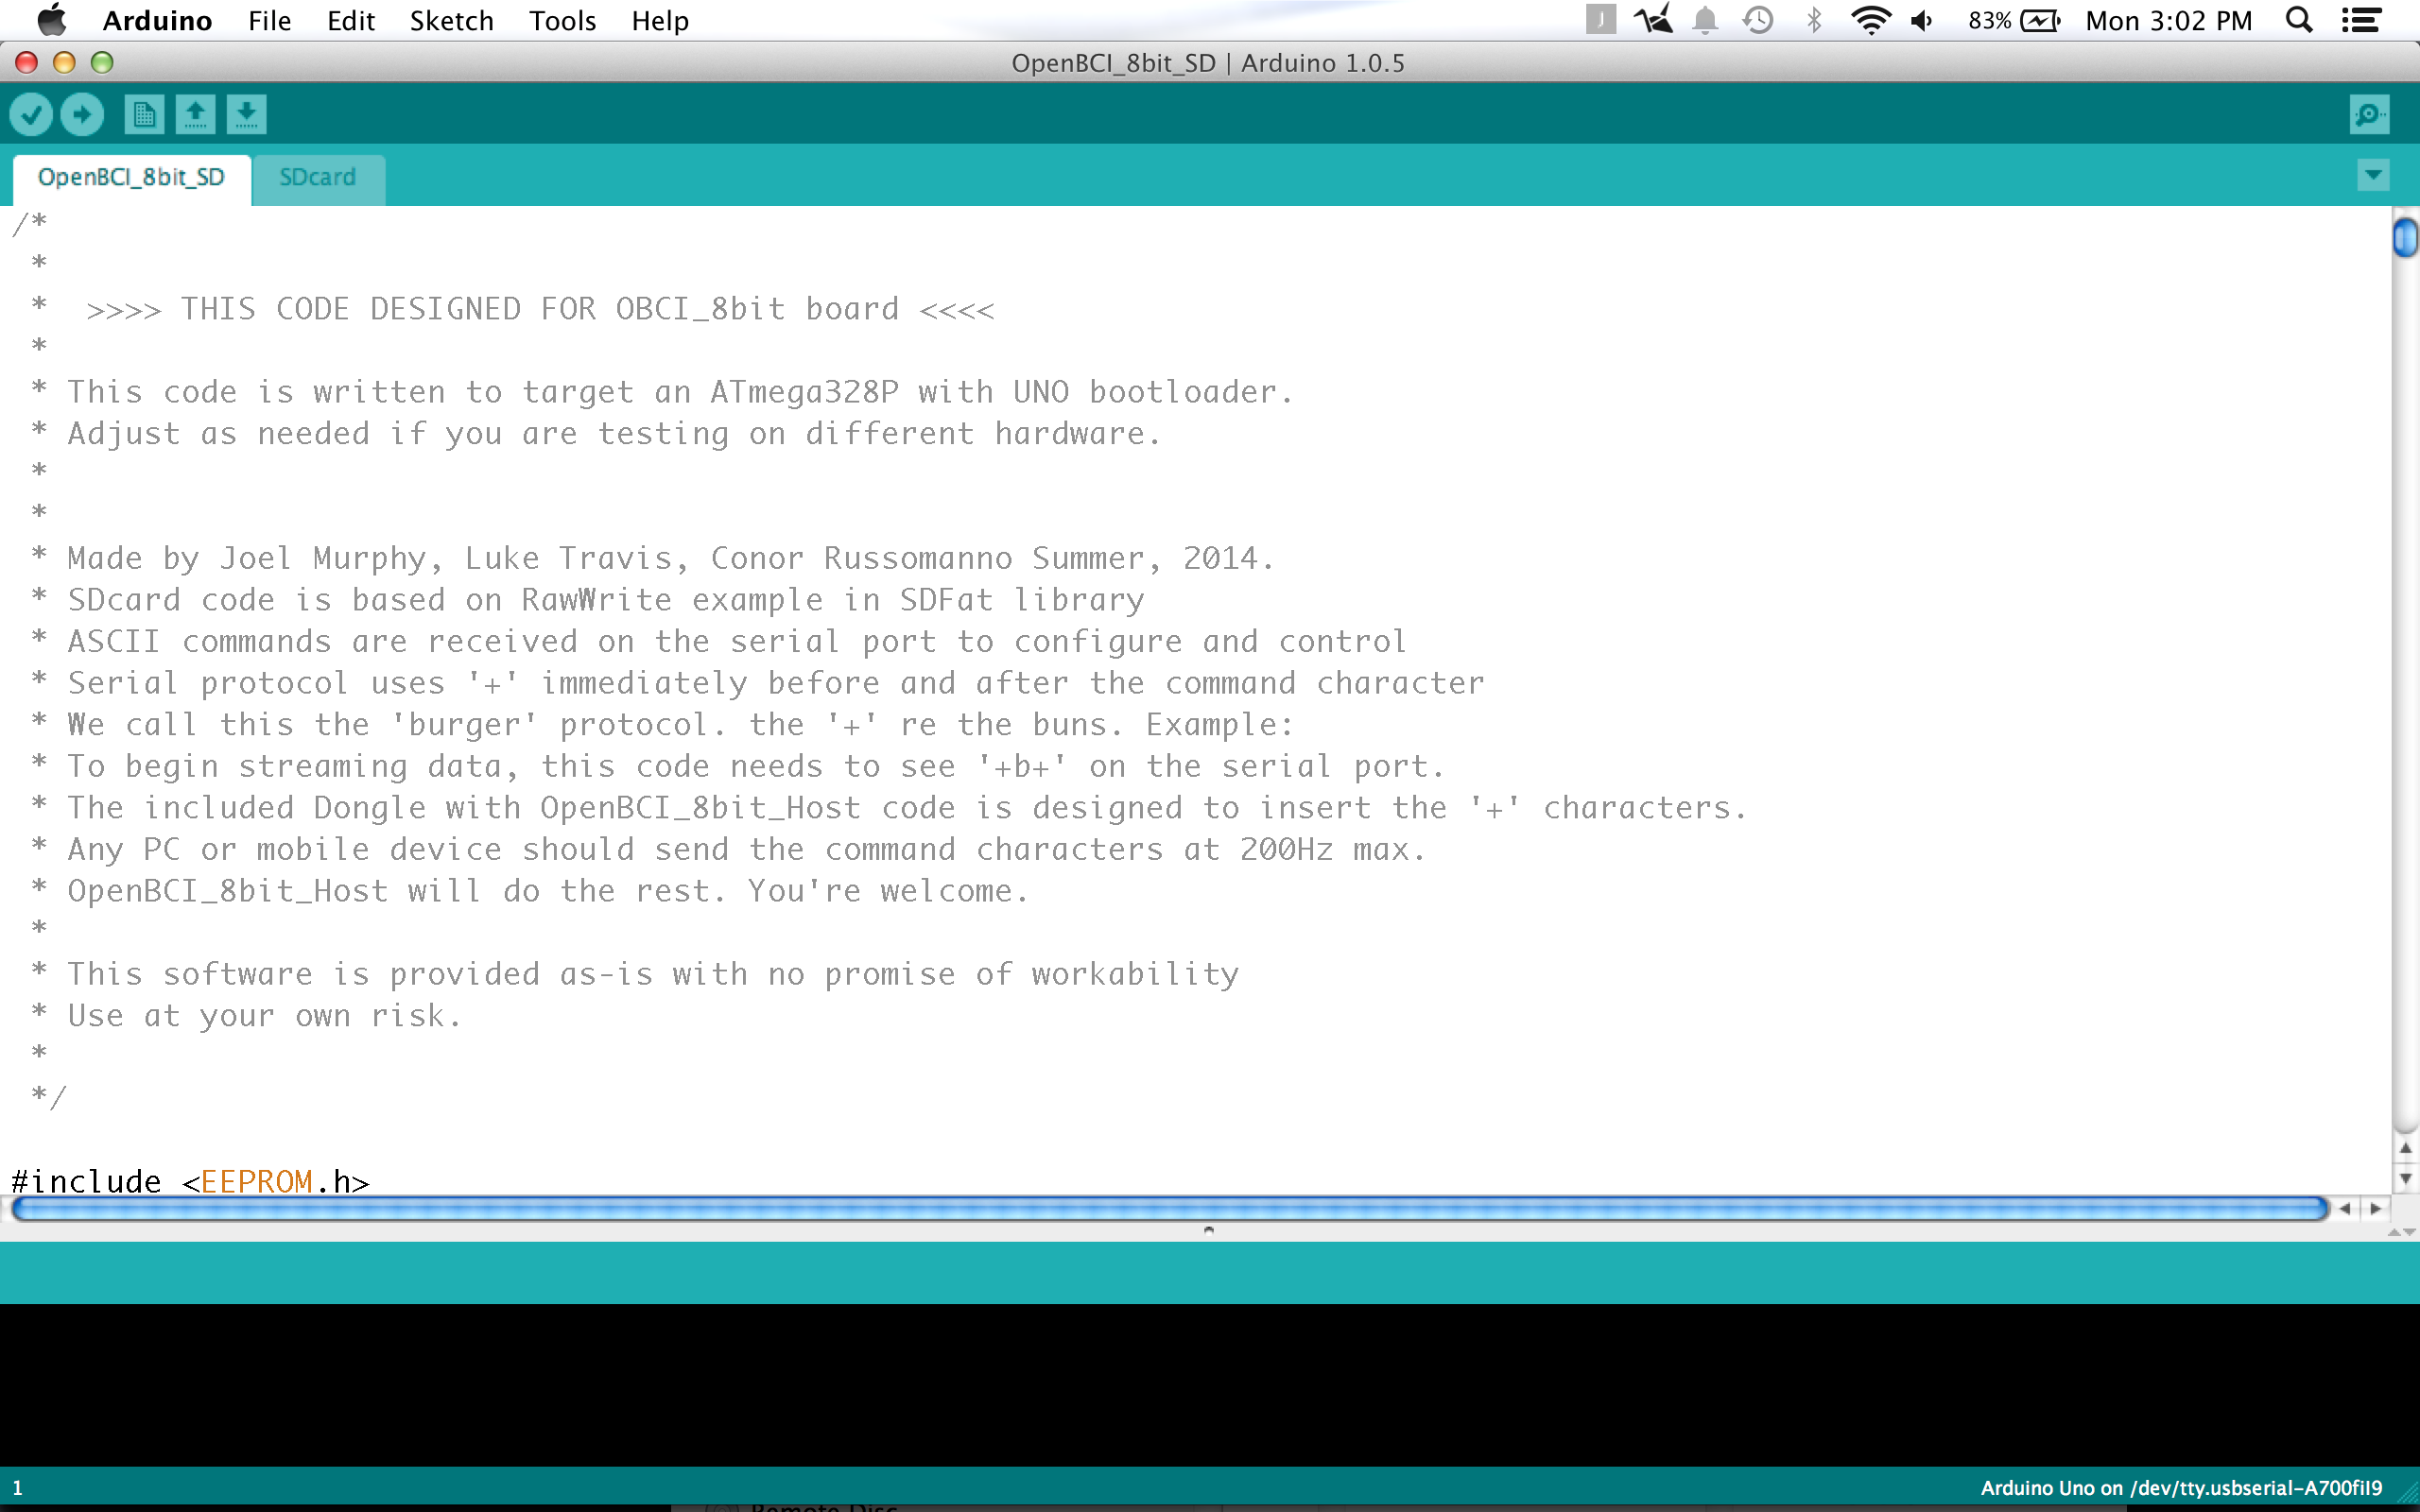 Arduino File Edit Sketch Tools Help J 83% Mon 3:02 PM
OpenBCI_8bit_SD | Arduino 1.0.5
OpenBCI_8bit_SD SDcard
/*
*
* >>>> THIS CODE DESIGNED FOR OBCI_8bit board <<<<
*
* This code is written to target an ATmega328P with UNO bootloader.
* Adjust as needed if you are testing on different hardware.
*
*
* Made by Joel Murphy, Luke Travis, Conor Russomanno Summer, 2014.
* SDcard code is based on RawWrite example in SDFat library
* ASCII commands are received on the serial port to configure and control
* Serial protocol uses '+' immediately before and after the command character
* We call this the 'burger' protocol. the '+' re the buns. Example:
* To begin streaming data, this code needs to see '+b+' on the serial port.
* The included Dongle with OpenBCI_8bit_Host code is designed to insert the '+' characters.
* Any PC or mobile device should send the command characters at 200Hz max.
* OpenBCI_8bit_Host will do the rest. You're welcome.
*
* This software is provided as-is with no promise of workability
* Use at your own risk.
*
*/
#include <EEPROM.h>
1 Arduino Uno on /dev/tty.usbserial-A700fiI9
Remote Disc